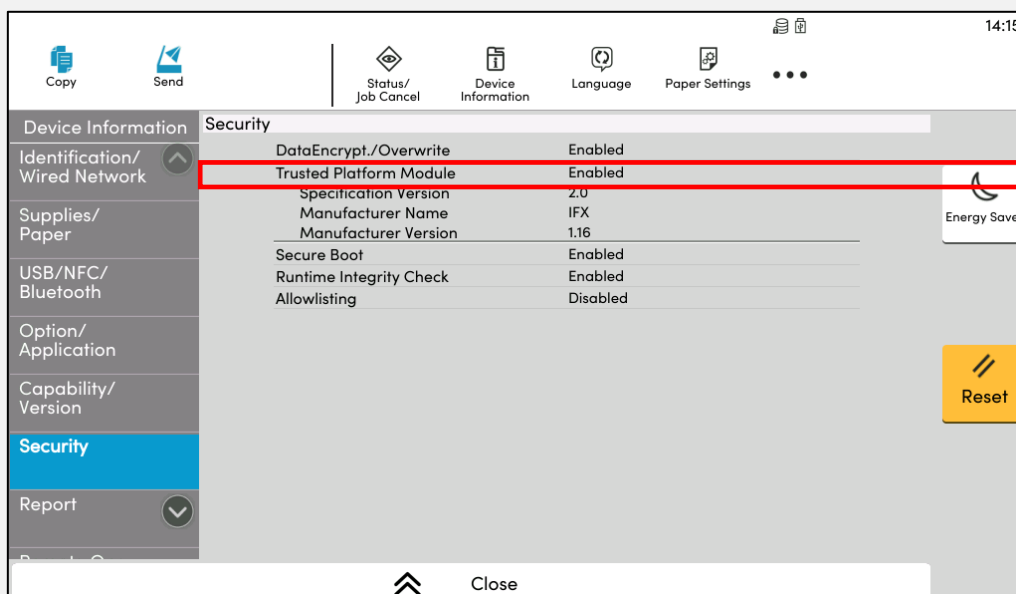 14:15
Copy
Send
Status/
Job Cancel
Device
Information
Language
Paper Settings
Device Information
Identification/
Wired Network
Supplies/
Paper
USB/NFC/
Bluetooth
Option/
Application
Capability/
Version
Security
Report
Security
DataEncrypt./Overwrite Enabled
Trusted Platform Module Enabled
Specification Version 2.0
Manufacturer Name IFX
Manufacturer Version 1.16
Secure Boot Enabled
Runtime Integrity Check Enabled
Allowlisting Disabled
Energy Save
Reset
Close